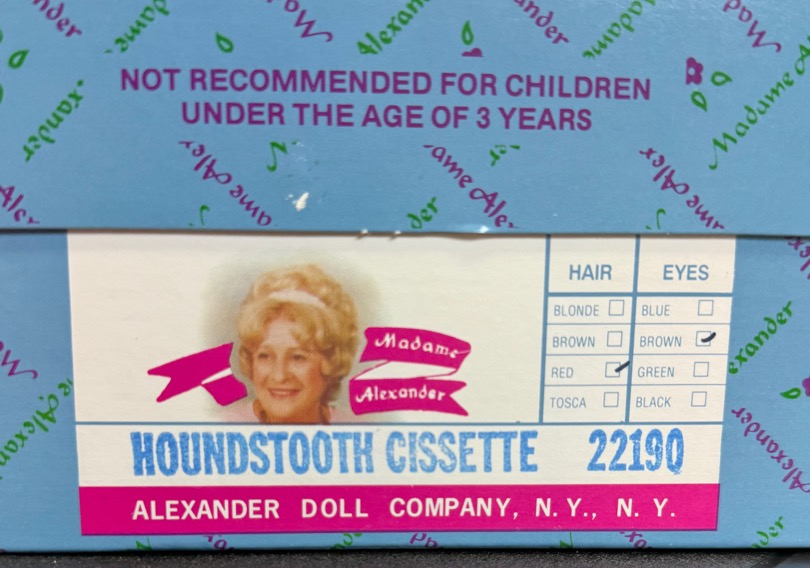 NOT RECOMMENDED FOR CHILDREN
UNDER THE AGE OF 3 YEARS
HAIR EYES
BLONDE BLUE
BROWN BROWN
RED GREEN
TOSCA BLACK
Madame
Alexander
HOUNDSTOOTH CISSETTE 22190
ALEXANDER DOLL COMPANY, N. Y., N. Y.